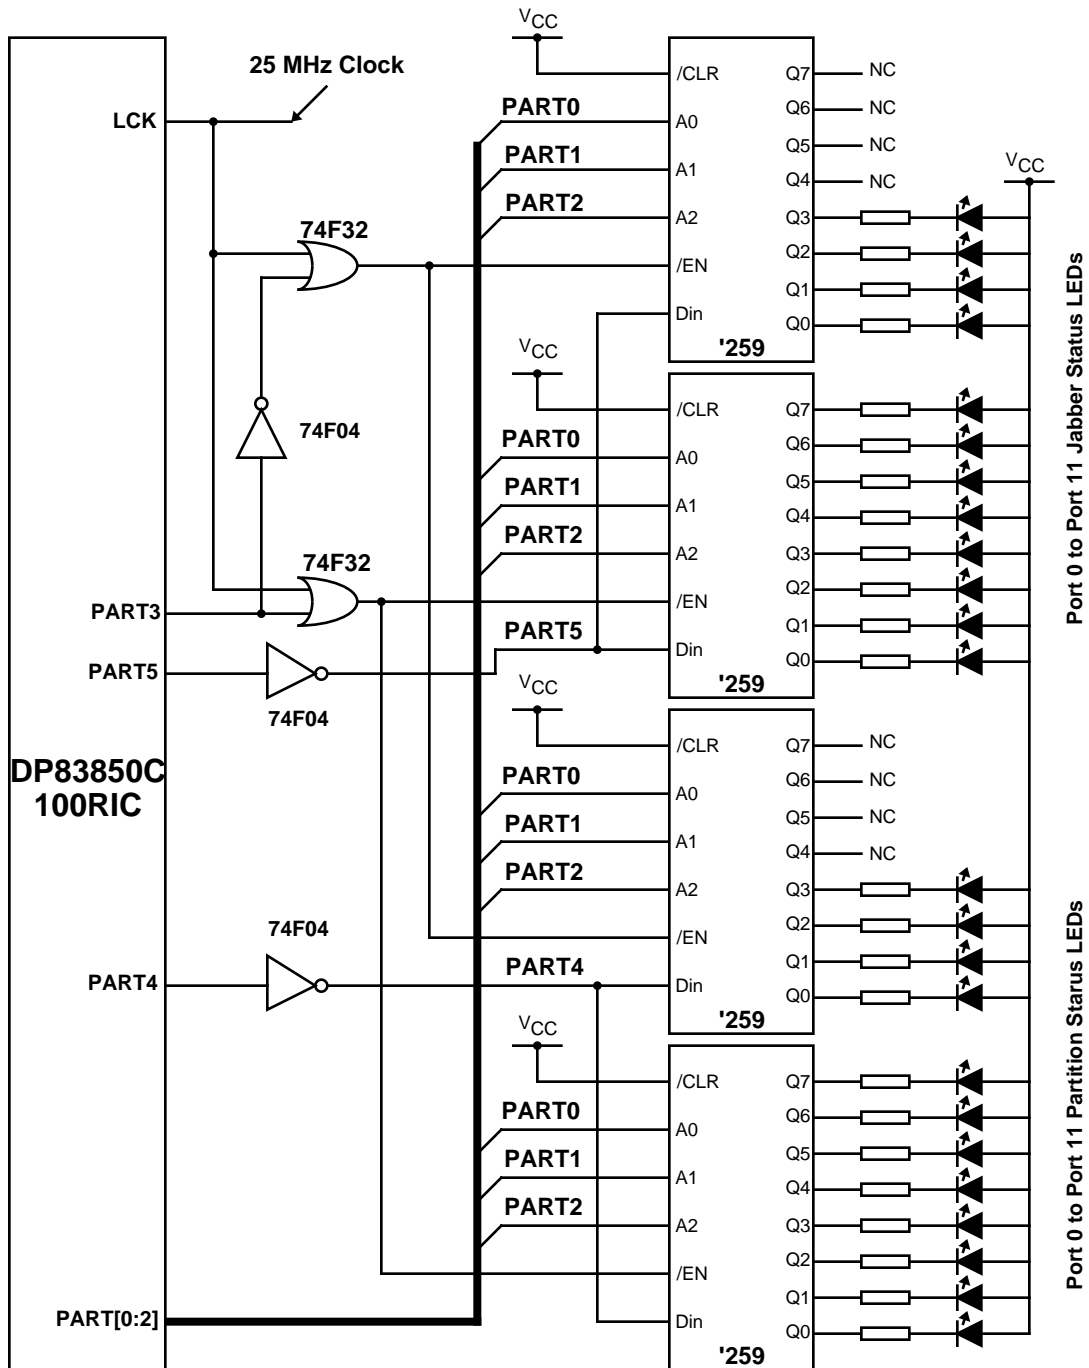 VCC
25 MHz Clock
LCK
74F32
74F04
74F32
PART3
PART5
74F04
DP83850C
100RIC
74F04
PART4
PART[0:2]
PART0
PART1
PART2
/CLR
A0
A1
A2
/EN
Din
Q7
Q6
Q5
Q4
Q3
Q2
Q1
Q0
'259
NC
NC
NC
NC
VCC
VCC
PART0
PART1
PART2
PART5
/CLR
A0
A1
A2
/EN
Din
Q7
Q6
Q5
Q4
Q3
Q2
Q1
Q0
'259
VCC
PART0
PART1
PART2
PART4
/CLR
A0
A1
A2
/EN
Din
Q7
Q6
Q5
Q4
Q3
Q2
Q1
Q0
'259
NC
NC
NC
NC
VCC
PART0
PART1
PART2
/CLR
A0
A1
A2
/EN
Din
Q7
Q6
Q5
Q4
Q3
Q2
Q1
Q0
'259
Port 0 to Port 11 Jabber Status LEDs
Port 0 to Port 11 Partition Starus LEDs